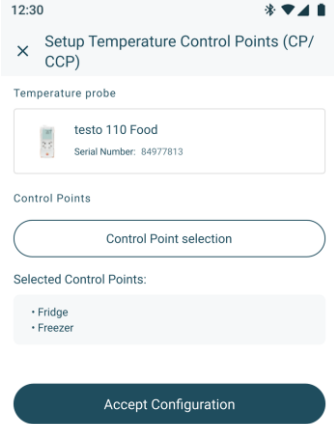 12:30
Setup Temperature Control Points (CP/
CCP)
Temperature probe
testo 110 Food
Serial Number: 84977813
Control Points
Control Point selection
Selected Control Points:
• Fridge
• Freezer
Accept Configuration